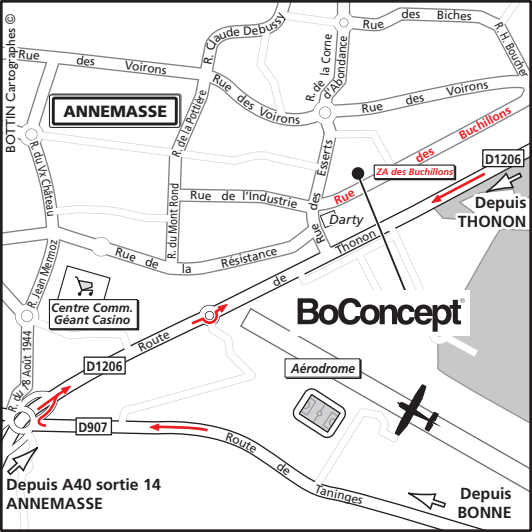 BOTTIN Cartographes ©
Rue des Voirons
R. Claude Debussy
R. de la Corne d'Abondance
Rue des Biches
R. H. Boucher
ANNEMASSE
R. de la Portière
Rue des Voirons
Rue des Voirons
R. du Vx Château
R. du Mont Rond
Rue de l'Industrie
Rue des Esserts
Rue des Buchillons
ZA des Buchillons
D1206
Depuis
THONON
Darty
Rue de la Résistance
R. Jean Mermoz
Centre Comm.
Géant Casino
Route de Thonon
BoConcept®
D1206
R. du 18 Août 1944
Aérodrome
D907
Route de Taninges
Depuis A40 sortie 14
ANNEMASSE
Depuis
BONNE